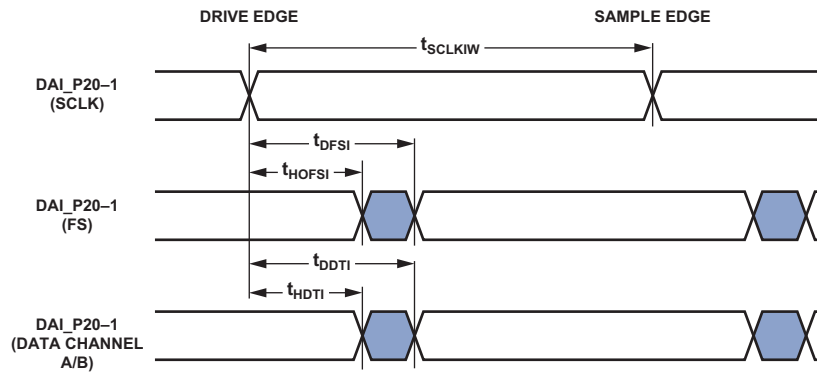 DRIVE EDGE
SAMPLE EDGE
tSCLKIW
DAI_P20–1
(SCLK)
tDFSI
tHOFSI
DAI_P20–1
(FS)
tDDTI
tHDTI
DAI_P20–1
(DATA CHANNEL
A/B)